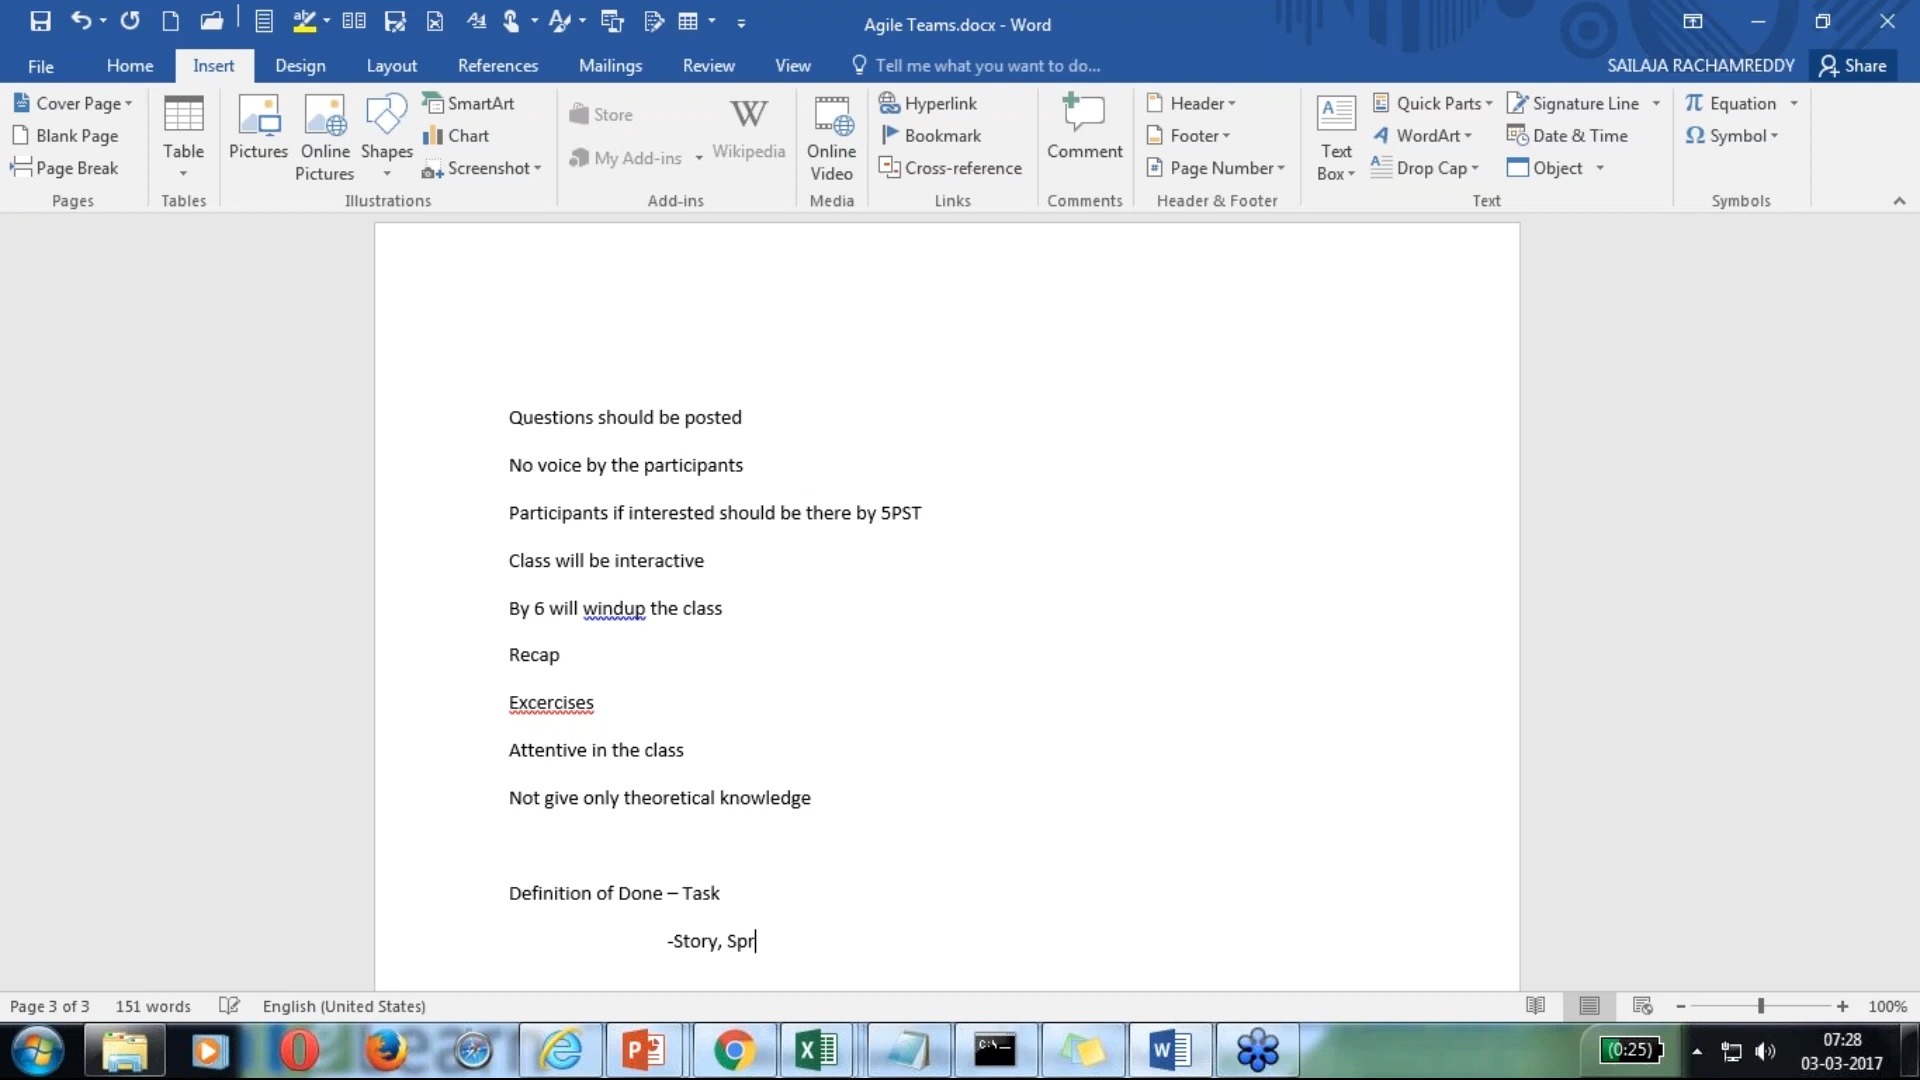 Agile Teams.docx - Word
File Home Insert Design Layout References Mailings Review View Tell me what you want to do... SAILAJA RACHAMREDDY Share
Cover Page
Blank Page
Page Break
Pages
Table
Tables
Pictures
Online Pictures
Shapes
SmartArt
Chart
Screenshot
Illustrations
Store
My Add-ins
Wikipedia
Add-ins
Online Video
Media
Hyperlink
Bookmark
Cross-reference
Links
Comment
Comments
Header
Footer
Page Number
Header & Footer
Text Box
Quick Parts
WordArt
Drop Cap
Signature Line
Date & Time
Object
Text
Equation
Symbol
Symbols
Questions should be posted
No voice by the participants
Participants if interested should be there by 5PST
Class will be interactive
By 6 will windup the class
Recap
Excercises
Attentive in the class
Not give only theoretical knowledge
Definition of Done – Task
-Story, Spr
Page 3 of 3 151 words English (United States) 100%
(0:25)
07:28
03-03-2017